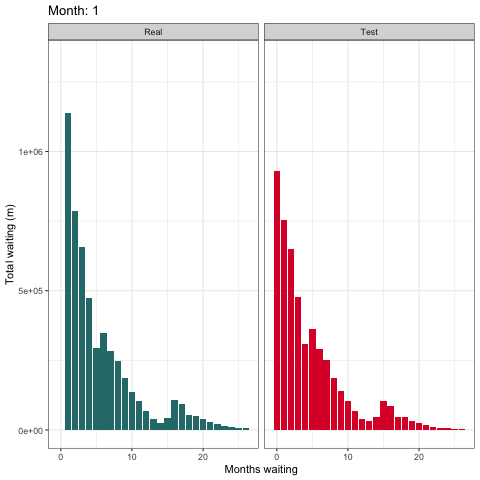 Month: 1
Real Test
1e+06
5e+05
0e+00
Total waiting (m)
0 10 20 0 10 20
Months waiting